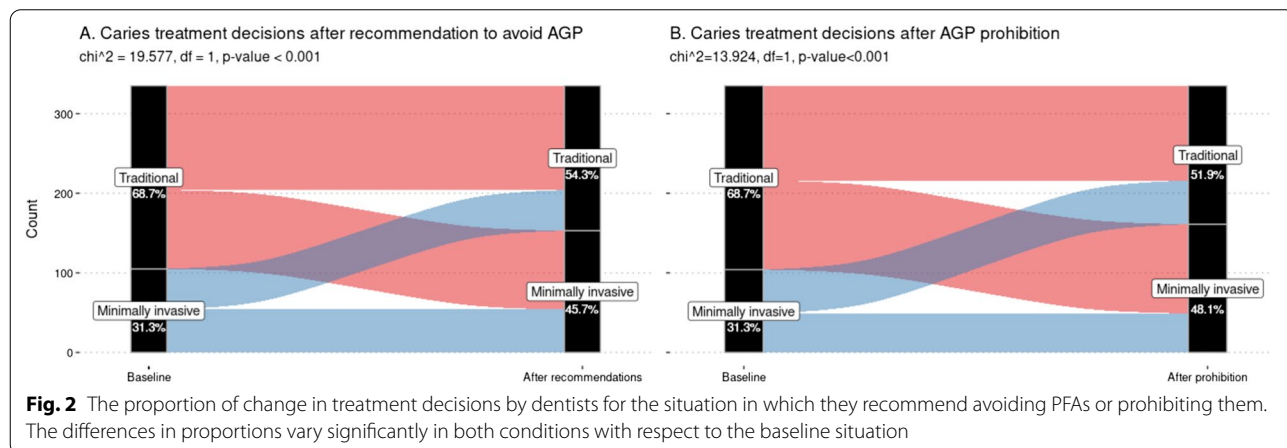 A. Caries treatment decisions after recommendation to avoid AGP
chi^2 = 19.577, df = 1, p-value < 0.001
Count
300
200
100
0
Traditional
68.7%
Minimally invasive
31.3%
Traditional
54.3%
Minimally invasive
45.7%
Baseline
After recommendations
B. Caries treatment decisions after AGP prohibition
chi^2=13.924, df=1, p-value<0.001
Traditional
68.7%
Minimally invasive
31.3%
Traditional
51.9%
Minimally invasive
48.1%
Baseline
After prohibition
Fig. 2 The proportion of change in treatment decisions by dentists for the situation in which they recommend avoiding PFAs or prohibiting them.
The differences in proportions vary significantly in both conditions with respect to the baseline situation